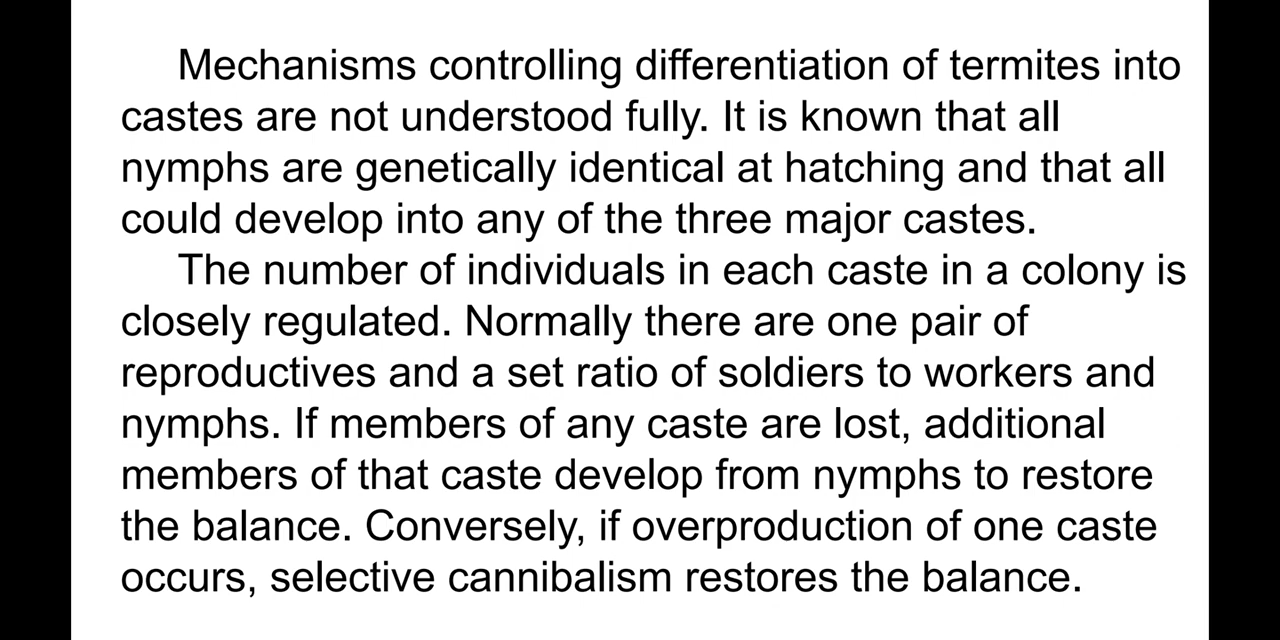 Mechanisms controlling differentiation of termites into
castes are not understood fully. It is known that all
nymphs are genetically identical at hatching and that all
could develop into any of the three major castes.
The number of individuals in each caste in a colony is
closely regulated. Normally there are one pair of
reproductives and a set ratio of soldiers to workers and
nymphs. If members of any caste are lost, additional
members of that caste develop from nymphs to restore
the balance. Conversely, if overproduction of one caste
occurs, selective cannibalism restores the balance.